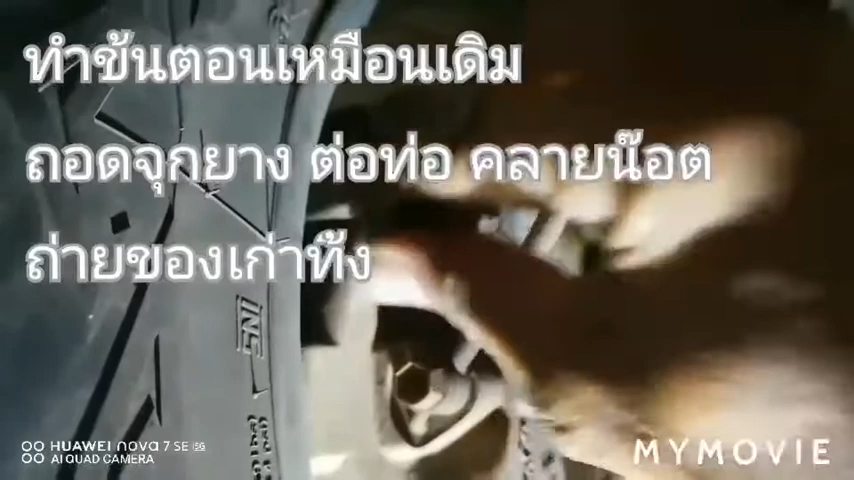 ทำข้นตอนเหมือนเดิม
ถอดจุกยาง ต่อท่อ คลายน๊อต
ถ่ายของเก่าทิ๊ง
SNI
HUAWEI nova 7 SE 5G
AI QUAD CAMERA
MYMOVIE